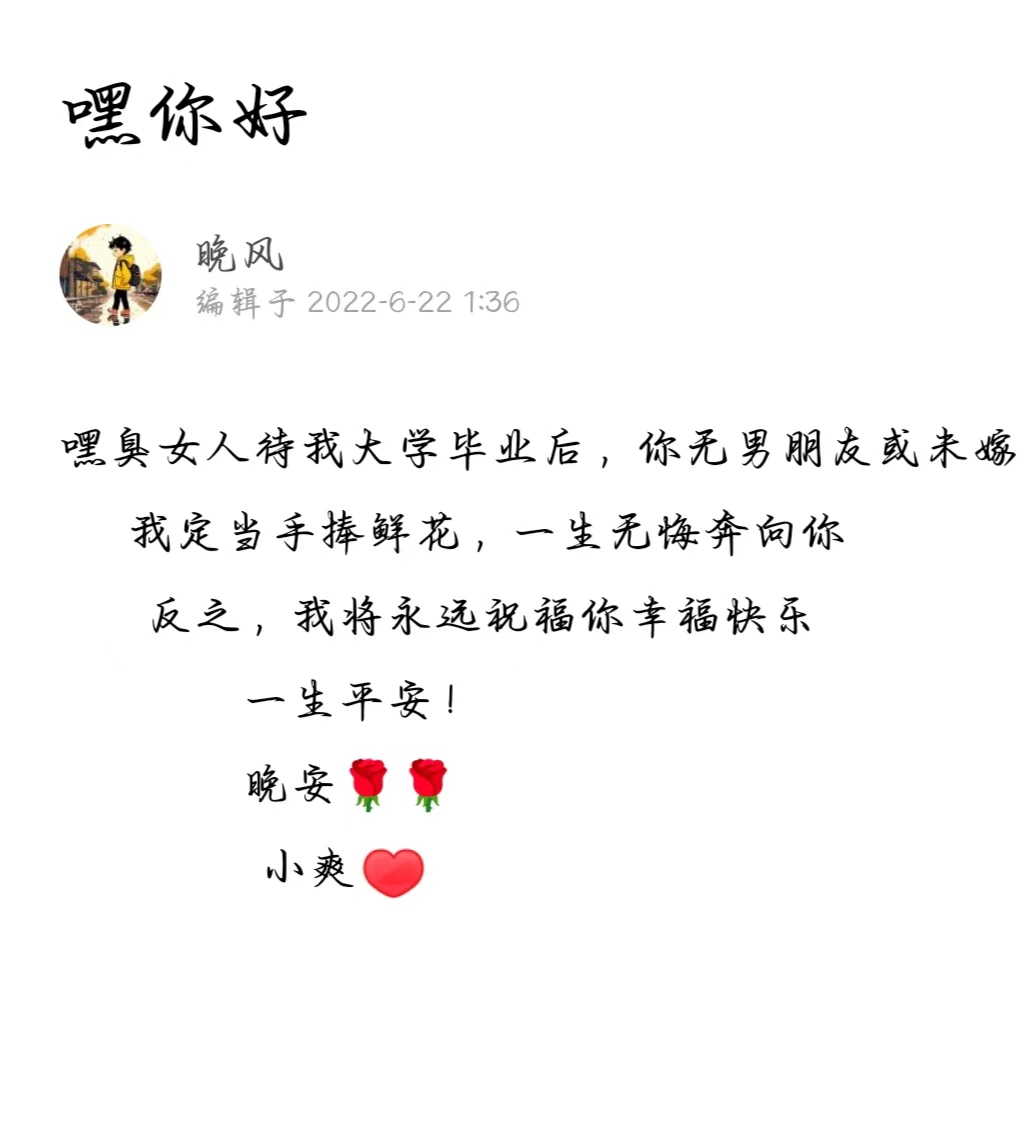 嘿你好
晚风
编辑于 2022-6-22 1:36
嘿臭女人待我大学毕业后，你无男朋友或未嫁
我定当手捧鲜花，一生无悔奔向你
反之，我将永远祝福你幸福快乐
一生平安！
晚安🌹🌹
小爽❤️